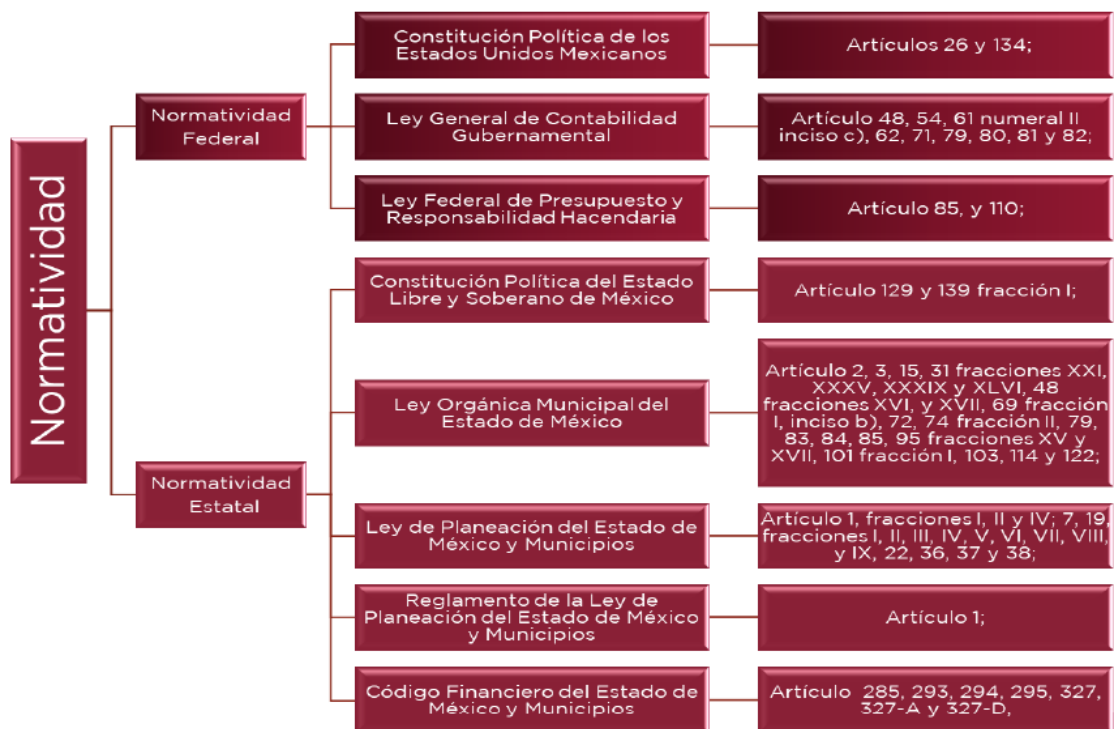 Normatividad
Normatividad
Federal
Constitución Política de los
Estados Unidos Mexicanos
Artículos 26 y 134;
Ley General de Contabilidad
Gubernamental
Artículo 48, 54, 61 numeral II
inciso c), 62, 71, 79, 80, 81 y 82;
Ley Federal de Presupuesto y
Responsabilidad Hacendaria
Artículo 85, y 110;
Normatividad
Estatal
Constitución Política del Estado
Libre y Soberano de México
Artículo 129 y 139 fracción I;
Ley Orgánica Municipal del
Estado de México
Artículo 2, 3, 15, 31 fracciones XXI,
XXXV, XXXIX y XLVI, 48
fracciones XVI, y XVII, 69 fracción
I, inciso b), 72, 74 fracción II, 79,
83, 84, 85, 95 fracciones XV y
XVII, 101 fracción I, 103, 114 y 122;
Ley de Planeación del Estado de
México y Municipios
Artículo 1, fracciones I, II y IV; 7, 19
fracciones I, II, III, IV, V, VI, VII, VIII,
y IX, 22, 36, 37 y 38;
Reglamento de la Ley de
Planeación del Estado de México
y Municipios
Artículo 1;
Código Financiero del Estado de
México y Municipios
Artículo 285, 293, 294, 295, 327,
327-A y 327-D,